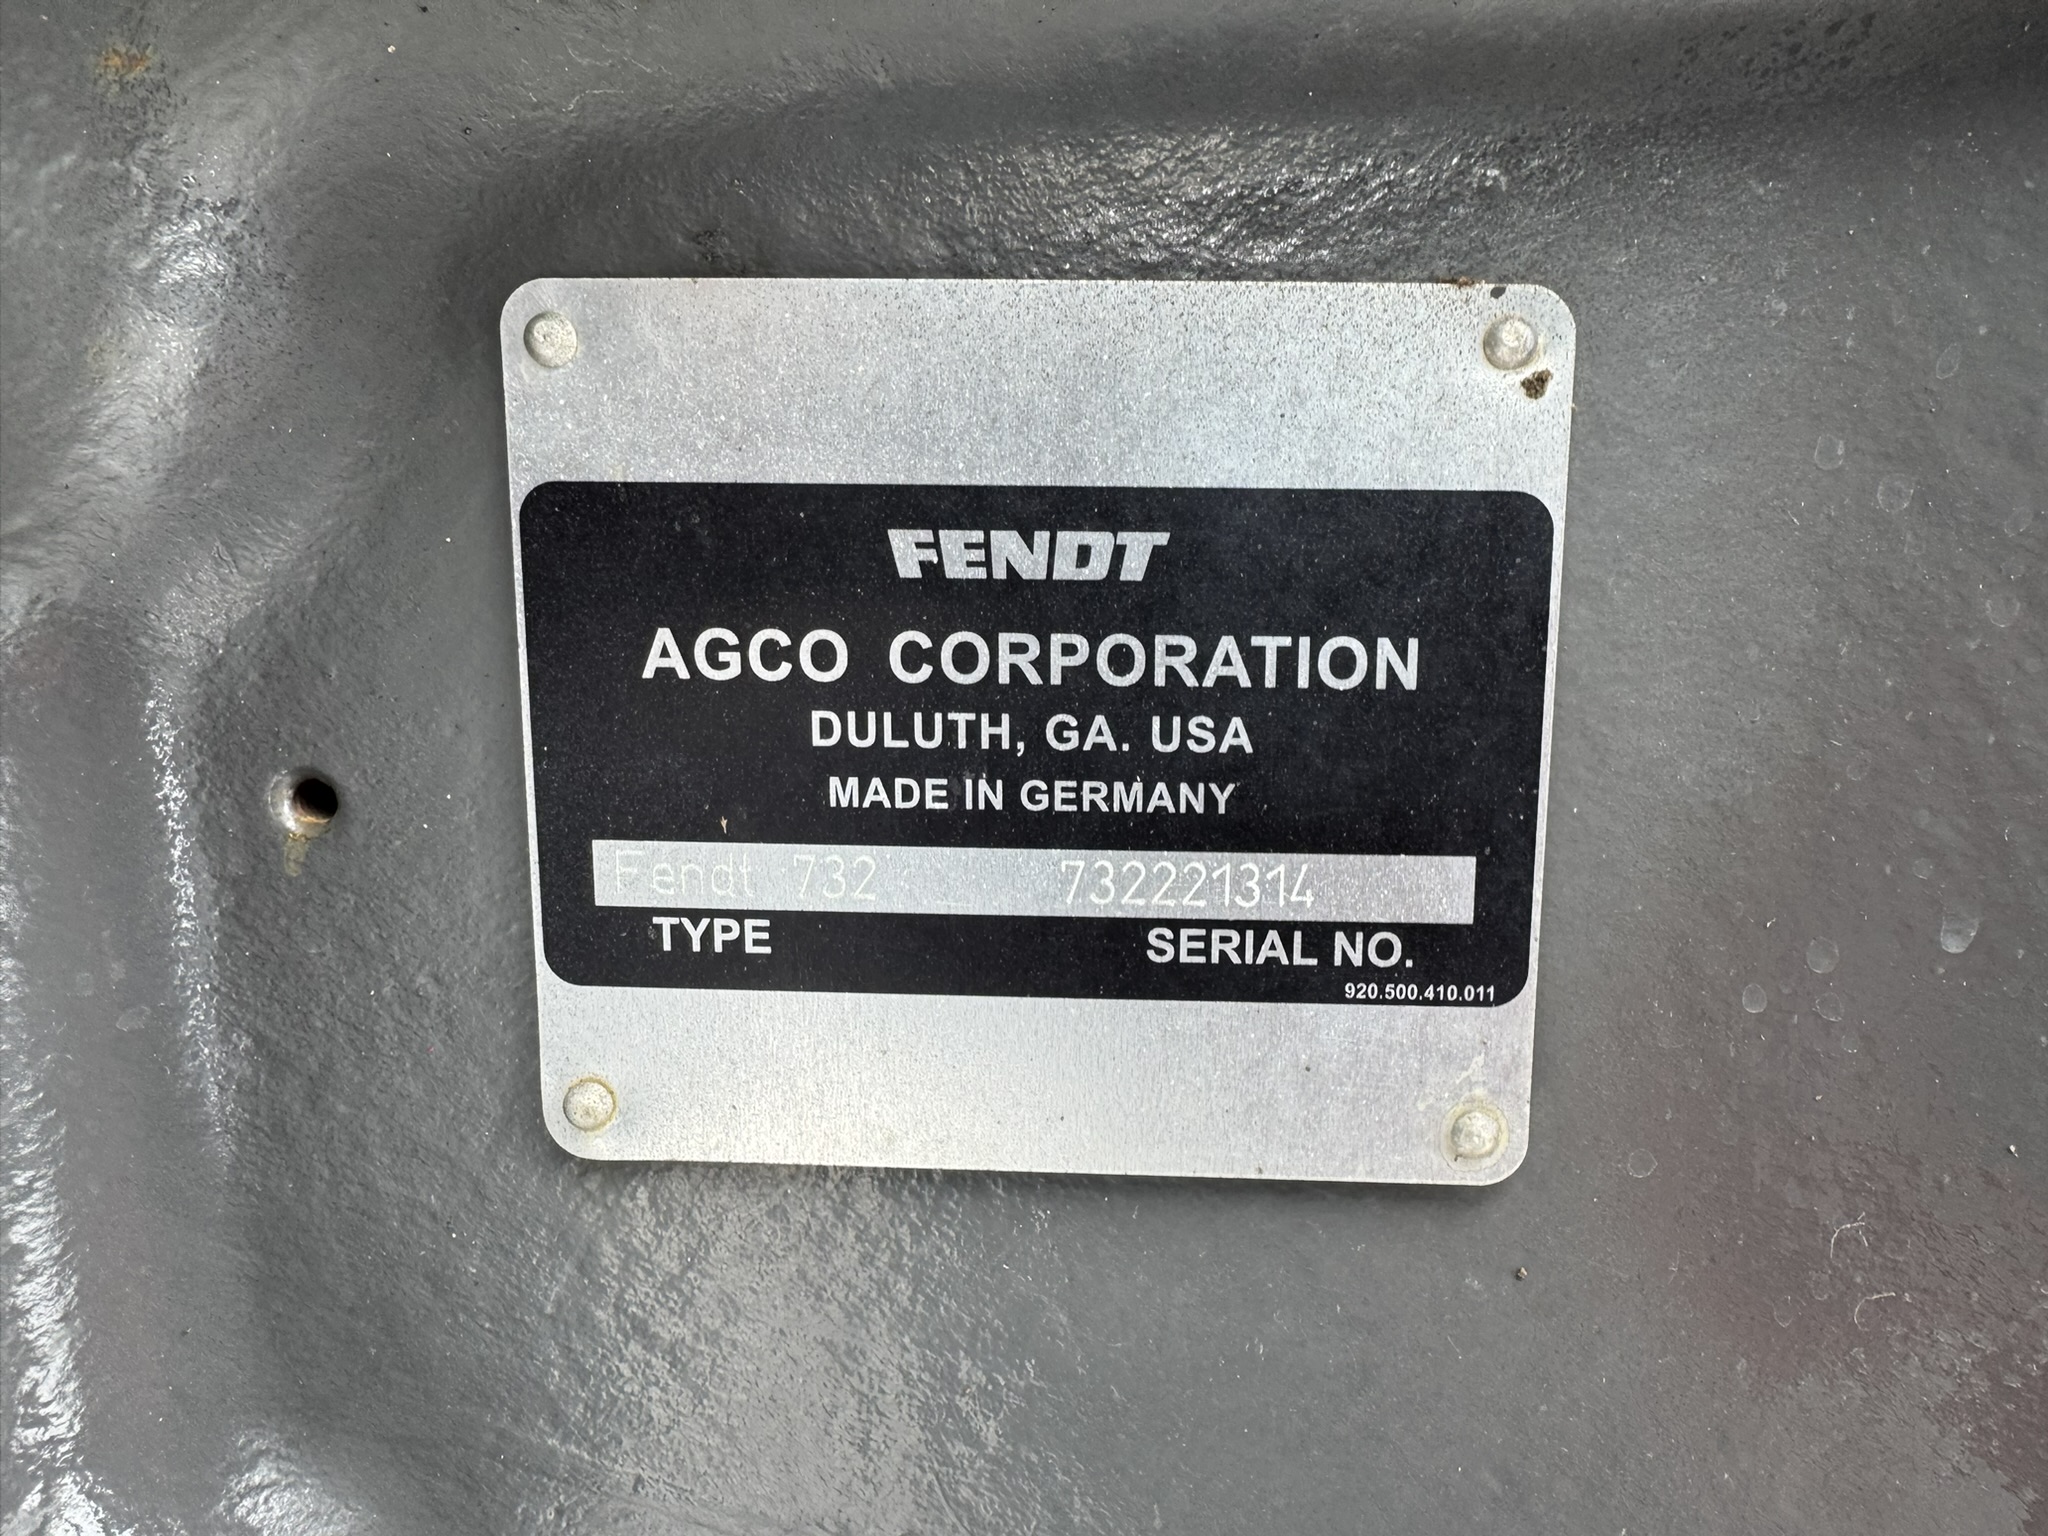 FENDT
AGCO CORPORATION
DULUTH, GA. USA
MADE IN GERMANY
Fendt 732 732221314
TYPE SERIAL NO.
920.500.410.011